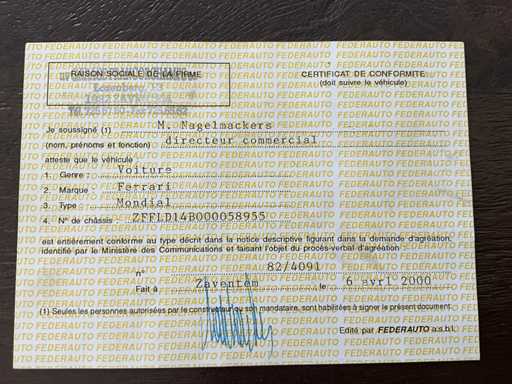 RAISON SOCIALE DE LA FIRME
CERTIFICAT DE CONFORMITE
(doit suivre le véhicule)
Je soussigné (1) M. Nagelmackers
(nom, prénoms et fonction) directeur commercial
atteste que le véhicule
1. Genre : Voiture
2. Marque : Ferrari
3. Type : Mondial
4. N° de châssis : ZFFLD14B000058955
est entièrement conforme au type décrit dans la notice descriptive figurant dans la demande d'agréation,
identifié par le Ministère des Communications et faisant l'objet du procès-verbal d'agréation.
n° 82/4091
Fait à Zaventem le 6 avri 2000
(1) Seules les personnes autorisées par le constructeur ou son mandataire, sont habilitées à signer le présent document.
Edité par FEDERAUTO a.s.b.l.